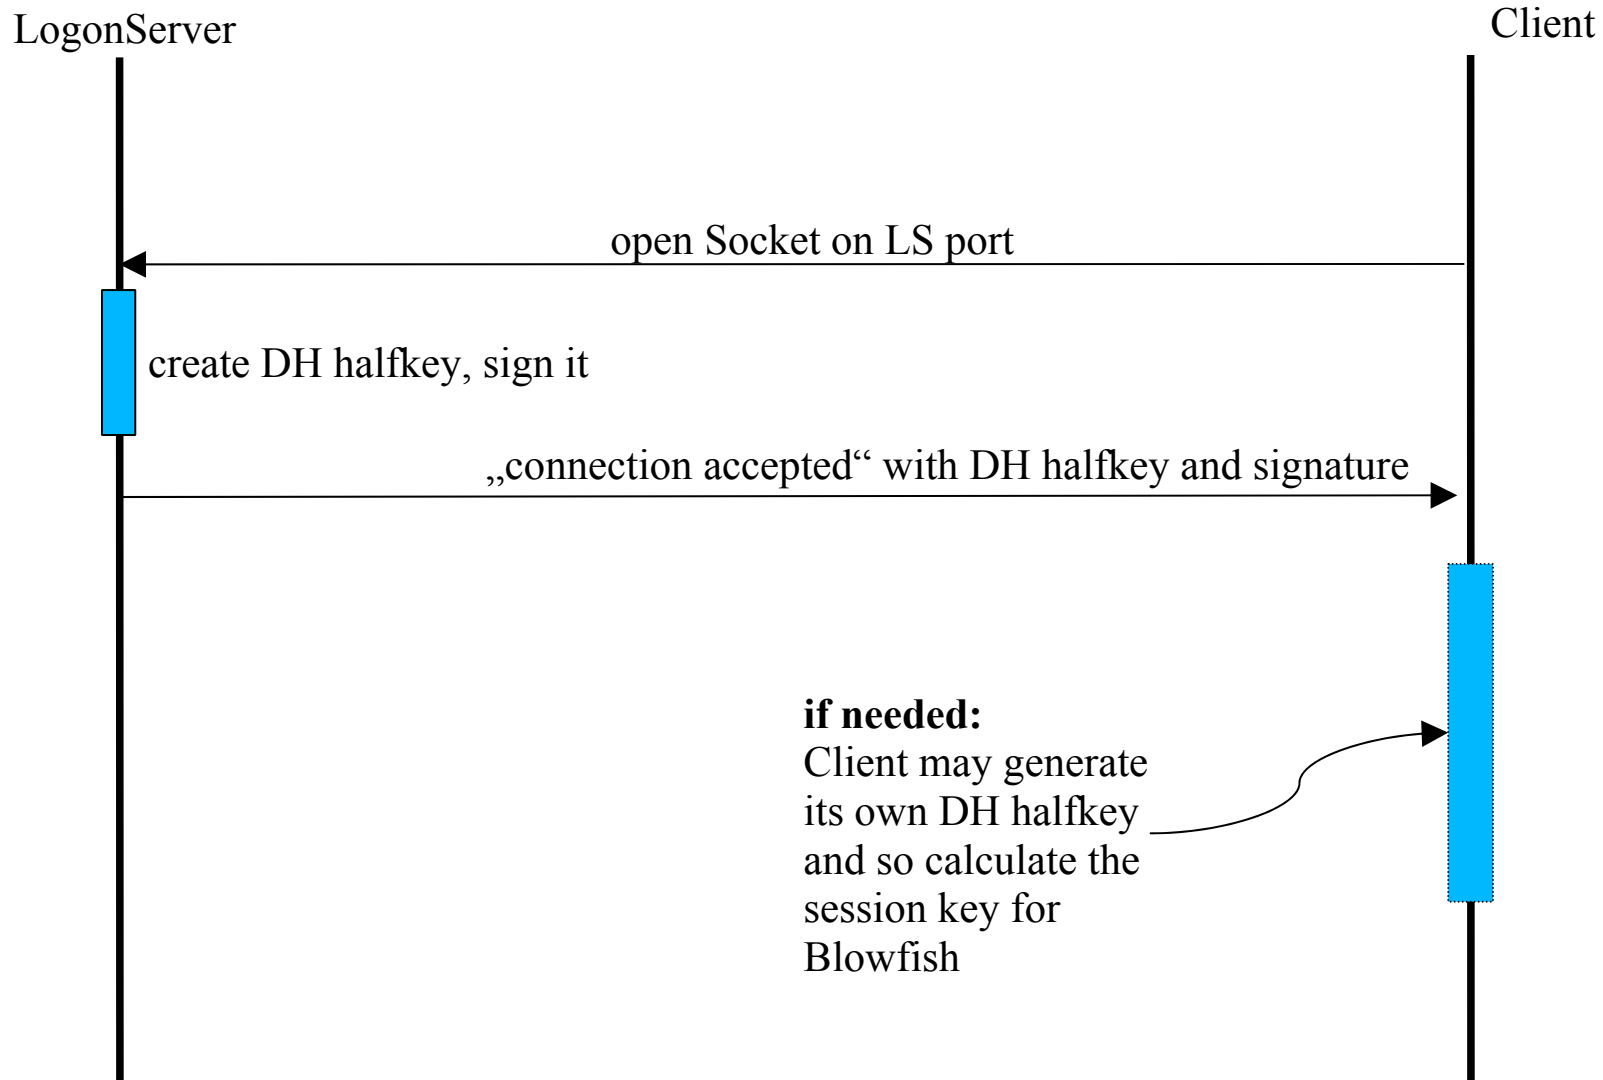 LogonServer
Client
open Socket on LS port
create DH halfkey, sign it
„connection accepted“ with DH halfkey and signature
if needed:
Client may generate
its own DH halfkey
and so calculate the
session key for
Blowfish